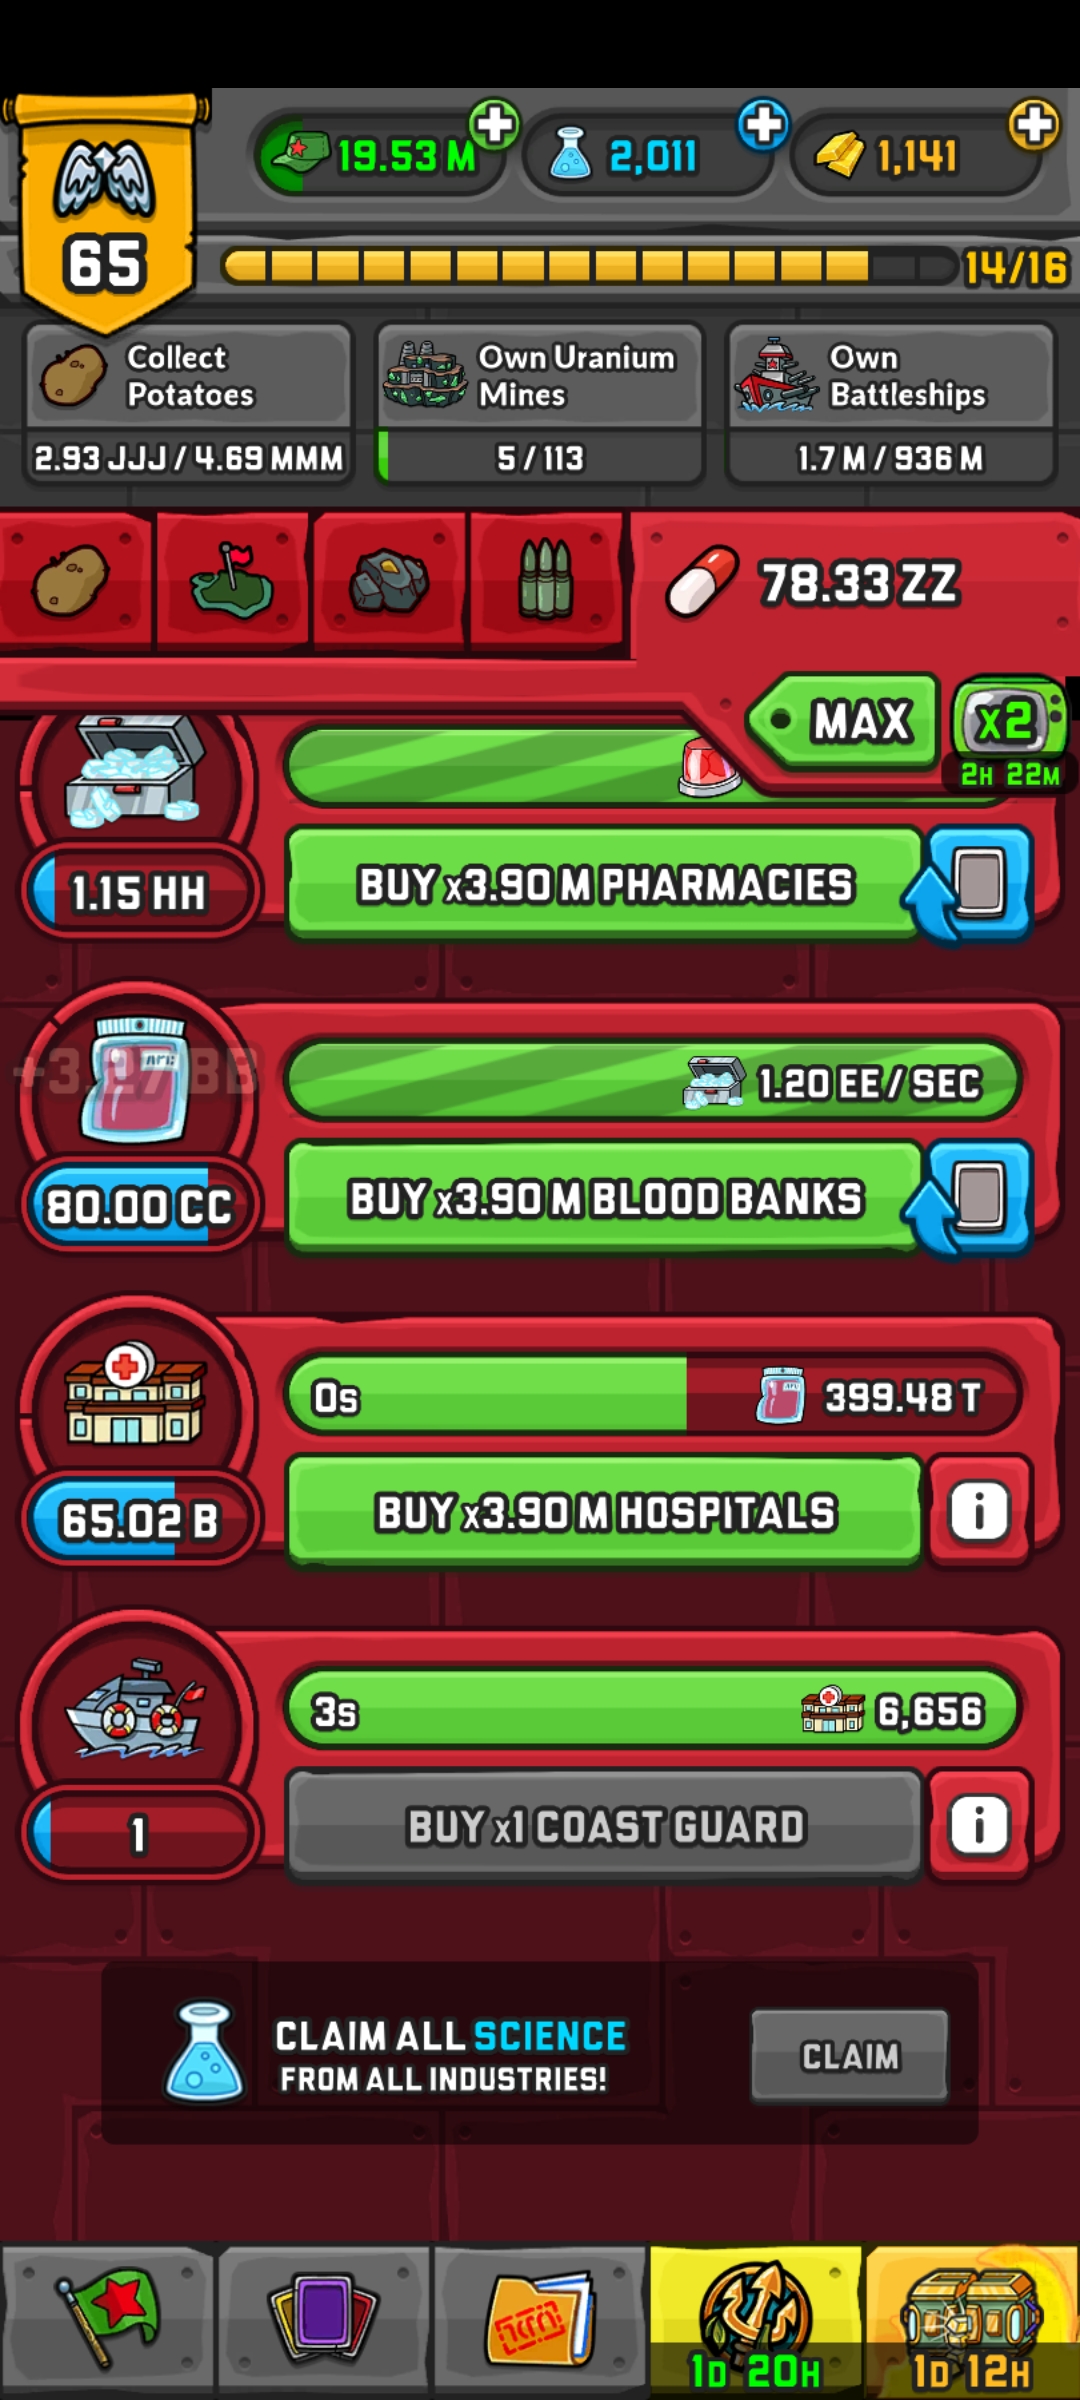 19.53 M
2,011
1,141
65
14/16
Collect Potatoes
2.93 JJJ / 4.69 MMM
Own Uranium Mines
5 / 113
Own Battleships
1.7 M / 936 M
78.33 ZZ
MAX
X2
2H 22M
1.15 HH
BUY x3.90 M PHARMACIES
1.20 EE / SEC
80.00 CC
BUY x3.90 M BLOOD BANKS
0s
399.48 T
65.02 B
BUY x3.90 M HOSPITALS
i
3s
6,656
1
BUY x1 COAST GUARD
i
CLAIM ALL SCIENCE
FROM ALL INDUSTRIES!
CLAIM
1D 20H
1D 12H